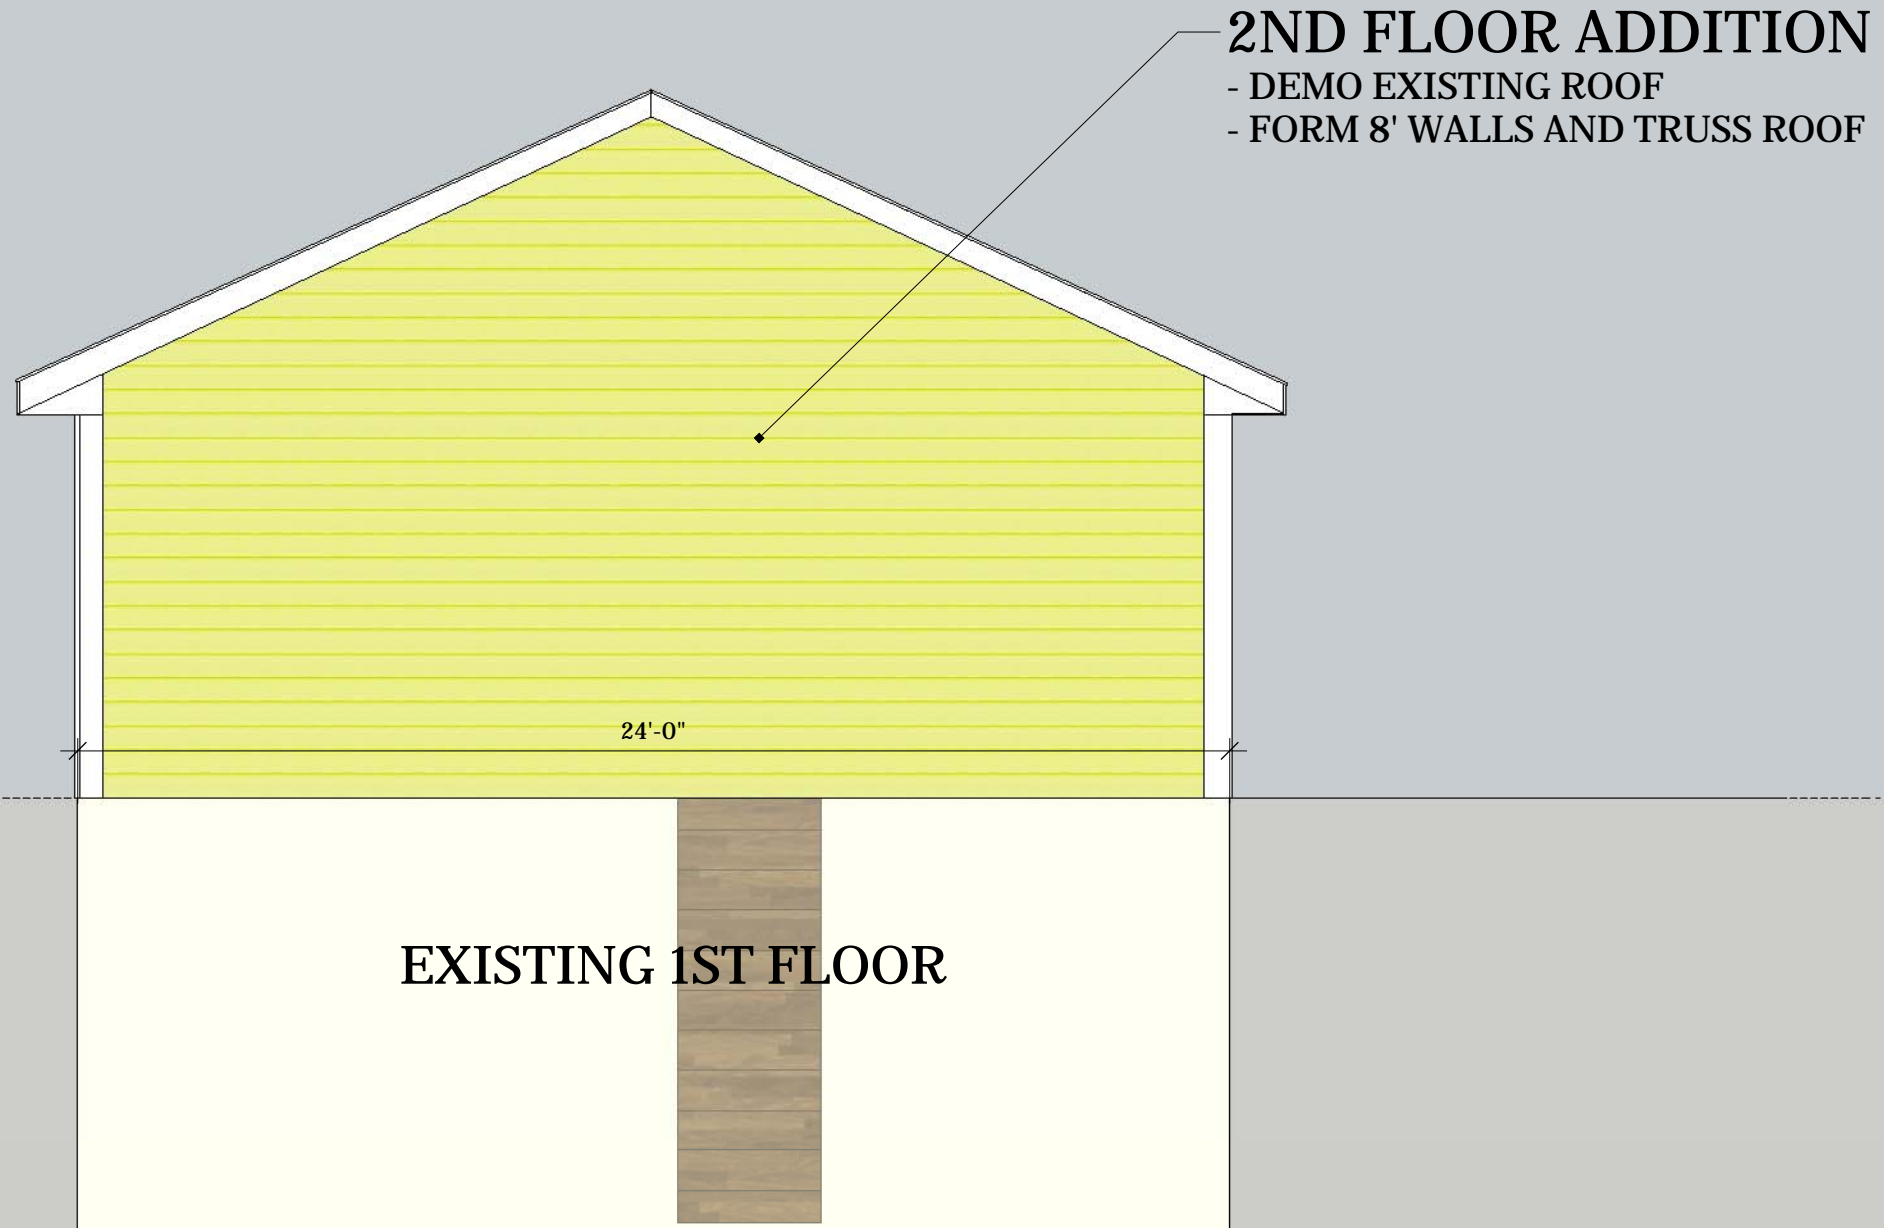 2ND FLOOR ADDITION
- DEMO EXISTING ROOF
- FORM 8' WALLS AND TRUSS ROOF
24'-0"
EXISTING 1ST FLOOR